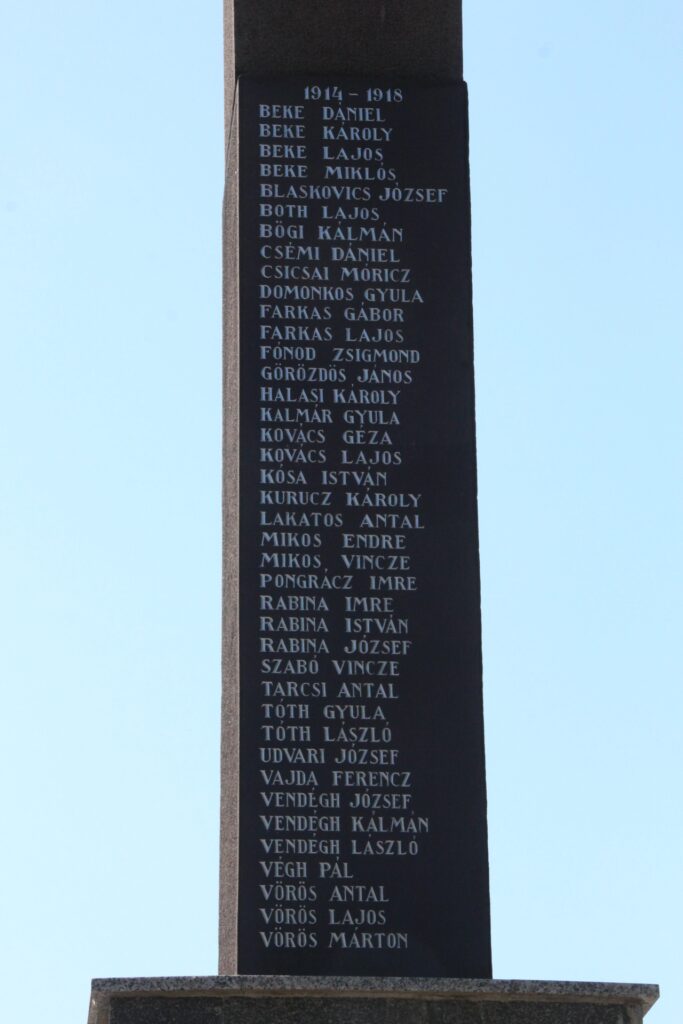 1914 - 1918
BEKE DÁNIEL
BEKE KÁROLY
BEKE LAJOS
BEKE MIKLÓS
BLASKOVICS JÓZSEF
BOTH LAJOS
BÖGI KÁLMÁN
CSÉMI DÁNIEL
CSICSAI MÓRICZ
DOMONKOS GYULA
FARKAS GÁBOR
FARKAS LAJOS
FÓNOD ZSIGMOND
GÖRÖZDÖS JÁNOS
HALASI KÁROLY
KALMÁR GYULA
KOVÁCS GÉZA
KOVÁCS LAJOS
KÓSA ISTVÁN
KURUCZ KÁROLY
LAKATOS ANTAL
MIKOS ENDRE
MIKOS VINCZE
PONGRÁCZ IMRE
RABINA IMRE
RABINA ISTVÁN
RABINA JÓZSEF
SZABÓ VINCZE
TARCSI ANTAL
TÓTH GYULA
TÓTH LÁSZLÓ
UDVARI JÓZSEF
VAJDA FERENCZ
VENDÉGH JÓZSEF
VENDÉGH KÁLMÁN
VENDÉGH LÁSZLÓ
VÉGH PÁL
VÖRÖS ANTAL
VÖRÖS LAJOS
VÖRÖS MÁRTON